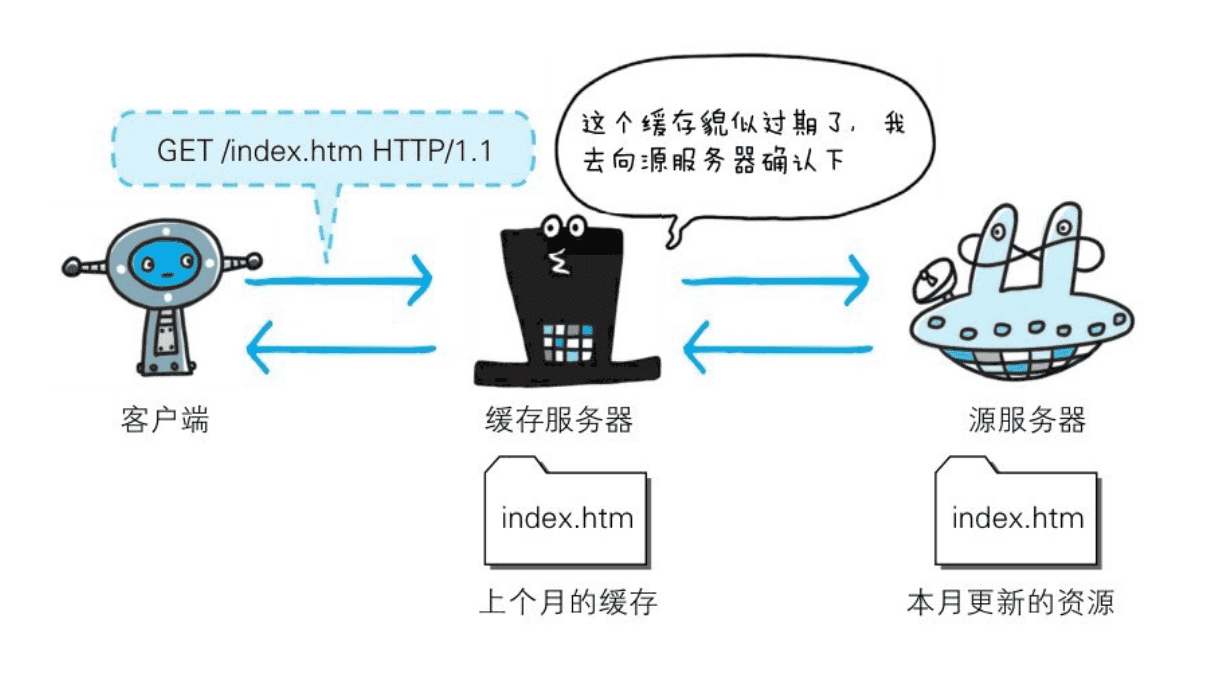 GET /index.htm HTTP/1.1
这个缓存貌似过期了，我
去向源服务器确认下
客户端
缓存服务器
源服务器
index.htm
index.htm
上个月的缓存
本月更新的资源